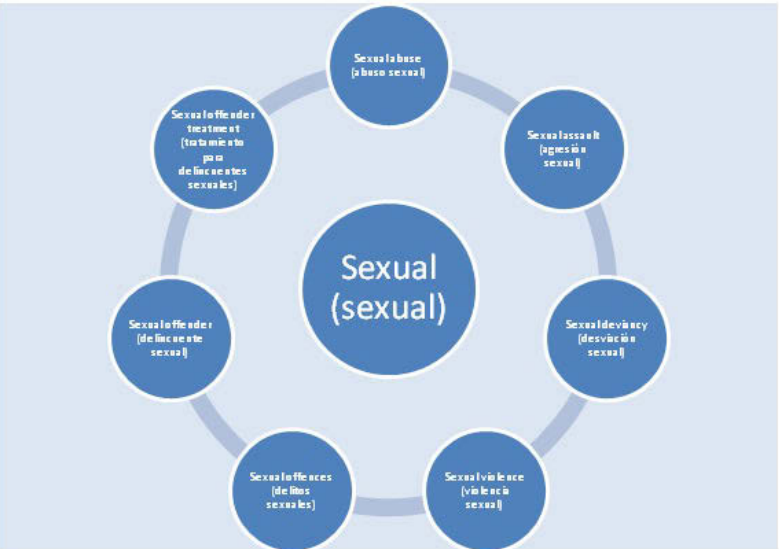 Sexual abuse
(abuso sexual)
Sexual assault
(agresión
sexual)
Sexual deviancy
(desviación
sexual)
Sexual violence
(violencia
sexual)
Sexual offences
(delitos
sexuales)
Sexual offender
(delincuente
sexual)
Sexual offender
treatment
(tratamiento
para
delincuentes
sexuales)
Sexual
(sexual)